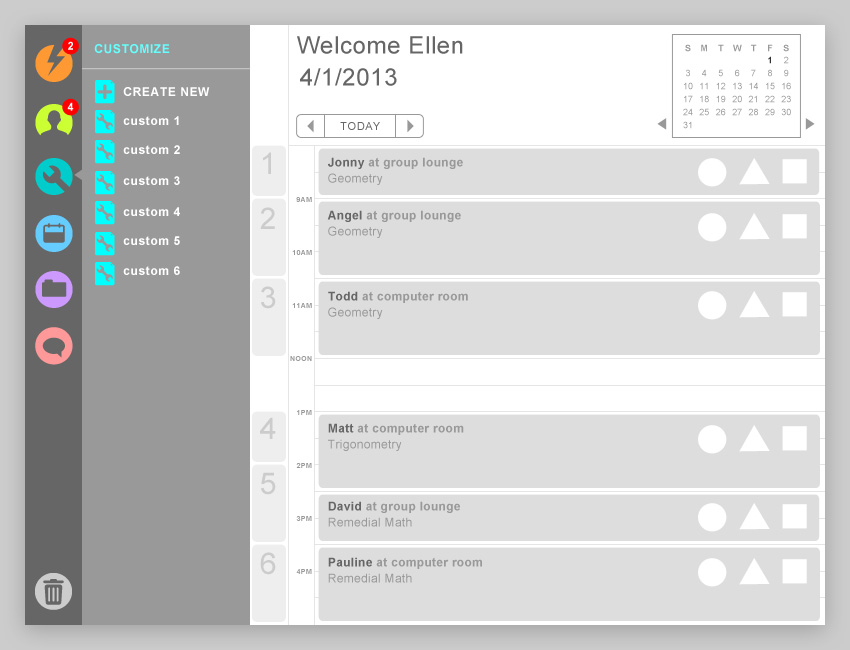 2
4
CUSTOMIZE
CREATE NEW
custom 1
custom 2
custom 3
custom 4
custom 5
custom 6
Welcome Ellen
4/1/2013
TODAY
S M T W T F S
1 2
3 4 5 6 7 8 9
10 11 12 13 14 15 16
17 18 19 20 21 22 23
24 25 26 27 28 29 30
31
1
Jonny at group lounge
Geometry
9AM
2
Angel at group lounge
Geometry
10AM
3
Todd at computer room
Geometry
11AM
NOON
1PM
4
Matt at computer room
Trigonometry
2PM
5
David at group lounge
Remedial Math
3PM
6
Pauline at computer room
Remedial Math
4PM